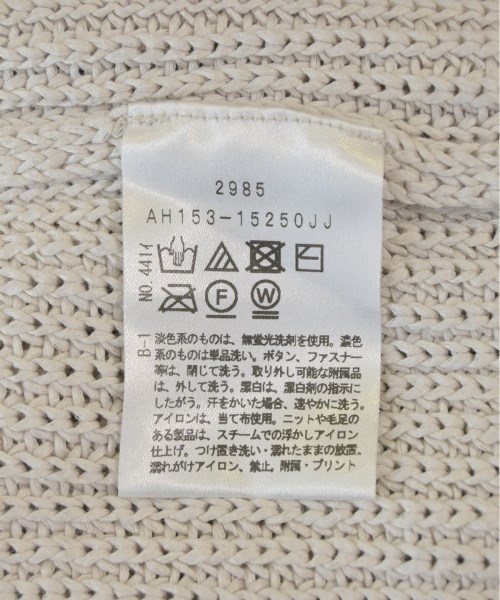 2985
AH153-15250JJ
NO.441イ
F
W
B-1
淡色系のものは、無蛍光洗剤を使用。濃色
系のものは単品洗い。ボタン、ファスナー
等は、閉じて洗う。取り外し可能な附属品
は、外して洗う。漂白は、漂白剤の指示に
したがう。汗をかいた場合、速やかに洗う。
アイロンは、当て布使用。ニットや毛足の
ある製品は、スチームでの浮かしアイロン
仕上げ。つけ置き洗い・濡れたままの放置、
濡れがけアイロン、禁止。附属・プリント